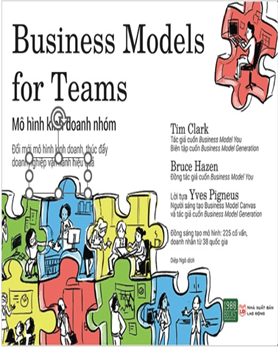 Business Models
for Teams
Mô hình kinh doanh nhóm
Đổi mới mô hình kinh doanh, thúc đẩy
doanh nghiệp vận hành hiệu quả
Tim Clark
Tác giả cuốn Business Model You
Biên tập cuốn Business Model Generation
Bruce Hazen
Đồng tác giả cuốn Business Model You
Lời tựa Yves Pigneus
Người sáng tạo Business Model Canvas
và tác giả cuốn Business Model Generation
Đồng sáng tạo mô hình: 225 cố vấn,
doanh nhân từ 38 quốc gia
Diệp Ngô dịch
1980
BOOKS
NHÀ XUẤT BẢN
LAO ĐỘNG